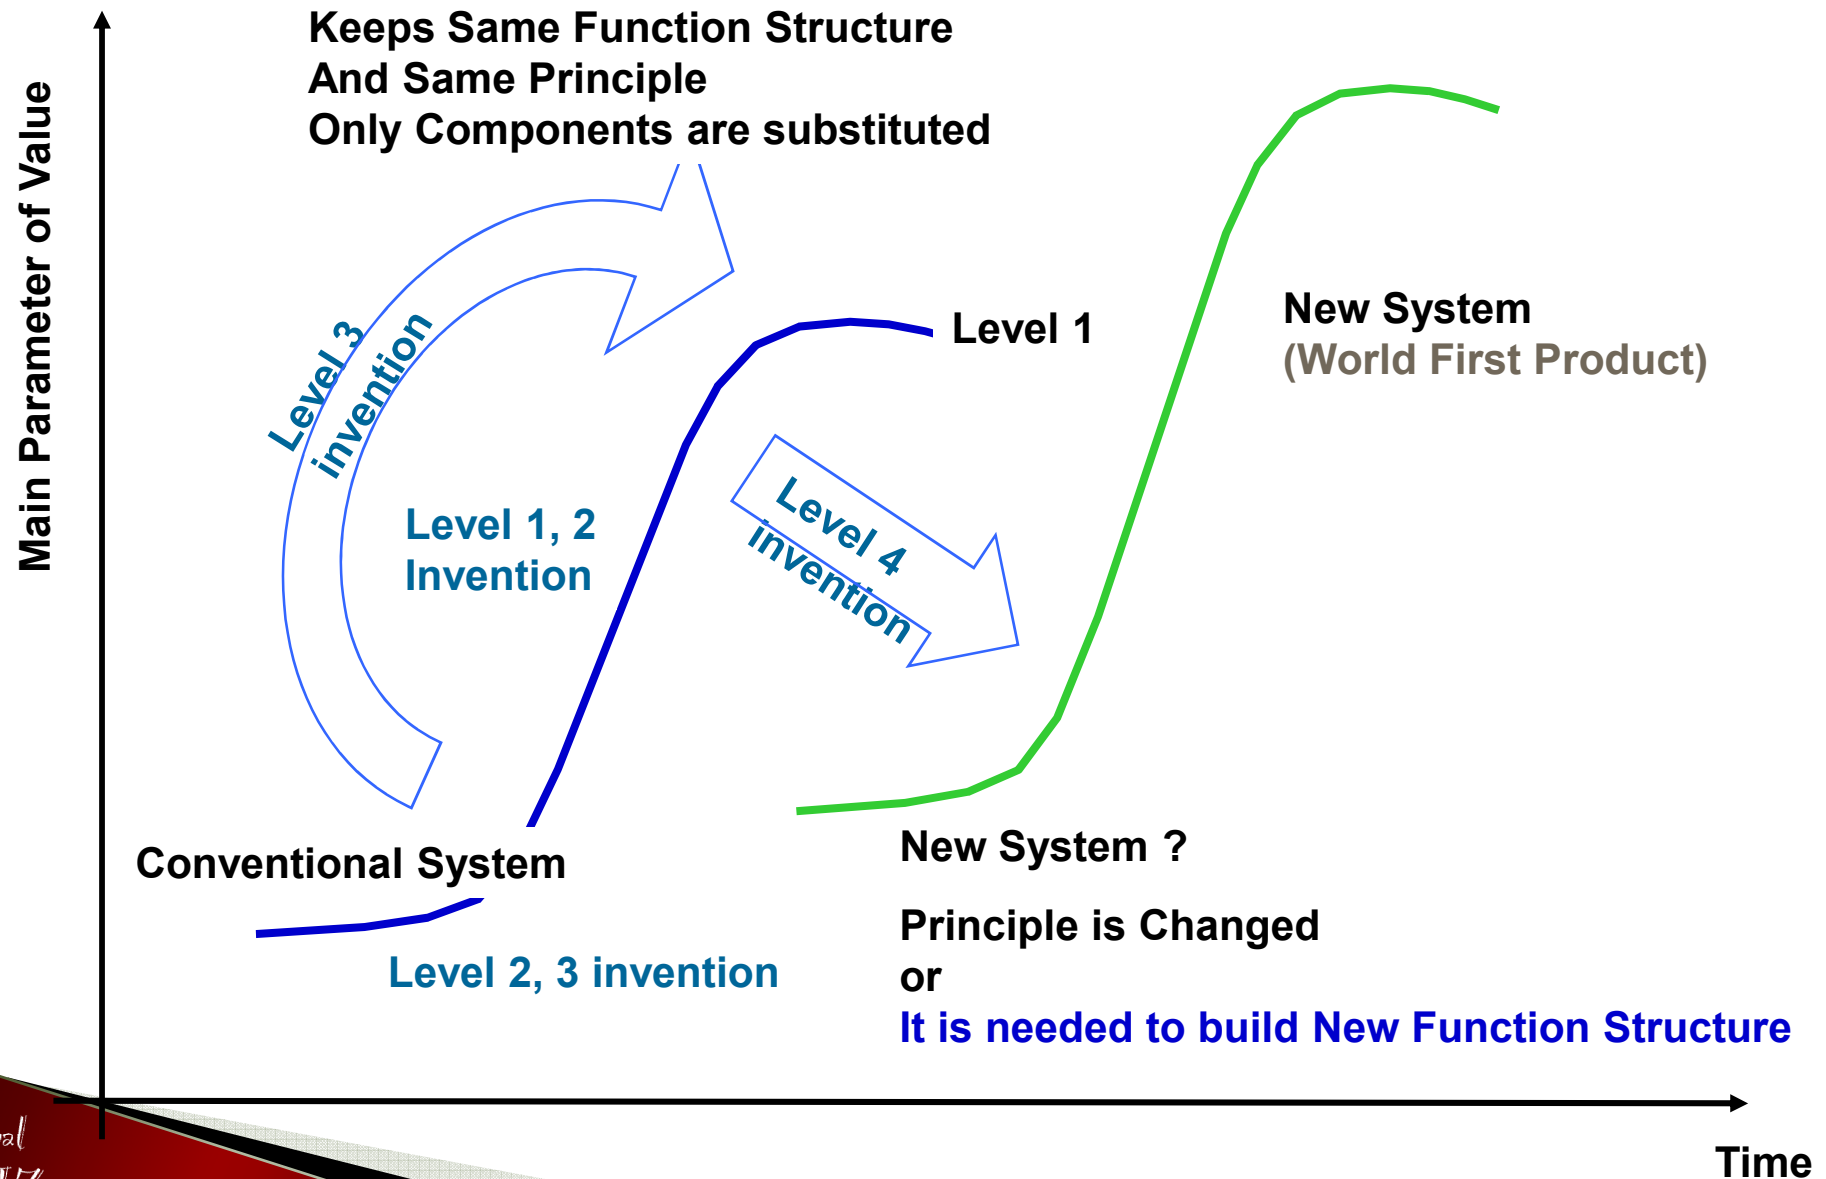 Keeps Same Function Structure
And Same Principle
Only Components are substituted
Main Parameter of Value
Level 3
invention
Level 1
New System
(World First Product)
Level 1, 2
Invention
Level 4
invention
Conventional System
New System ?
Level 2, 3 invention
Principle is Changed
or
It is needed to build New Function Structure
Time